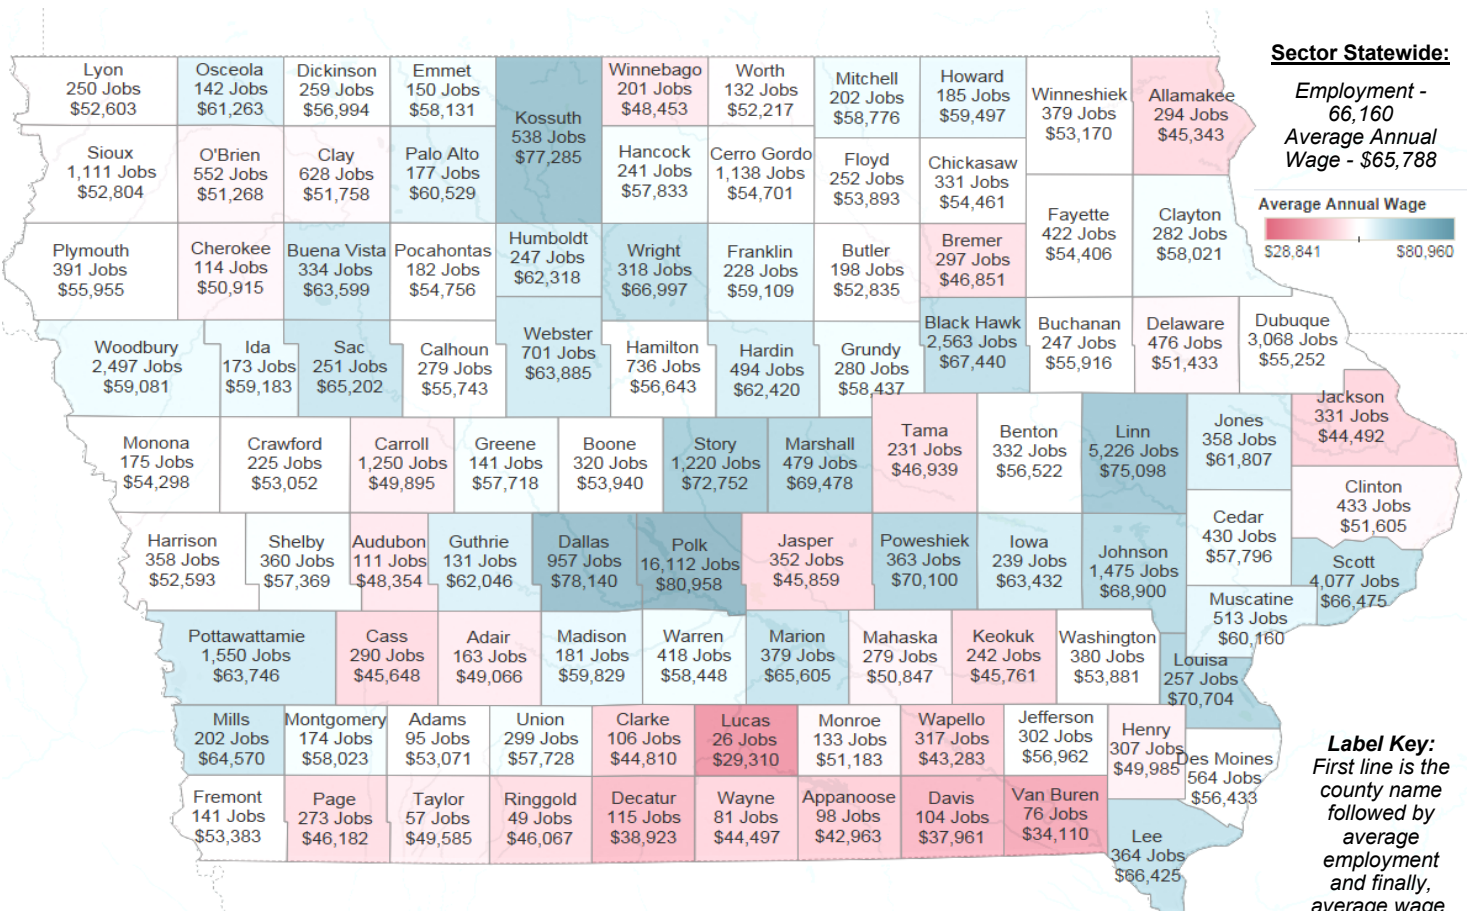 Lyon
250 Jobs
$52,603
Osceola
142 Jobs
$61,263
Dickinson
259 Jobs
$56,994
Emmet
150 Jobs
$58,131
Kossuth
538 Jobs
$77,285
Winnebago
201 Jobs
$48,453
Worth
132 Jobs
$52,217
Mitchell
202 Jobs
$58,776
Howard
185 Jobs
$59,497
Winneshiek
379 Jobs
$53,170
Allamakee
294 Jobs
$45,343
Sector Statewide:
Employment -
66,160
Average Annual
Wage - $65,788
Average Annual Wage
$28,841
$80,960
Sioux
1,111 Jobs
$52,804
O'Brien
552 Jobs
$51,268
Clay
628 Jobs
$51,758
Palo Alto
177 Jobs
$60,529
Hancock
241 Jobs
$57,833
Cerro Gordo
1,138 Jobs
$54,701
Floyd
252 Jobs
$53,893
Chickasaw
331 Jobs
$54,461
Fayette
422 Jobs
$54,406
Clayton
282 Jobs
$58,021
Plymouth
391 Jobs
$55,955
Cherokee
114 Jobs
$50,915
Buena Vista
334 Jobs
$63,599
Pocahontas
182 Jobs
$54,756
Humboldt
247 Jobs
$62,318
Wright
318 Jobs
$66,997
Franklin
228 Jobs
$59,109
Butler
198 Jobs
$52,835
Bremer
297 Jobs
$46,851
Woodbury
2,497 Jobs
$59,081
Ida
173 Jobs
$59,183
Sac
251 Jobs
$65,202
Calhoun
279 Jobs
$55,743
Webster
701 Jobs
$63,885
Hamilton
736 Jobs
$56,643
Hardin
494 Jobs
$62,420
Grundy
280 Jobs
$58,437
Black Hawk
2,563 Jobs
$67,440
Buchanan
247 Jobs
$55,916
Delaware
476 Jobs
$51,433
Dubuque
3,068 Jobs
$55,252
Monona
175 Jobs
$54,298
Crawford
225 Jobs
$53,052
Carroll
1,250 Jobs
$49,895
Greene
141 Jobs
$57,718
Boone
320 Jobs
$53,940
Story
1,220 Jobs
$72,752
Marshall
479 Jobs
$69,478
Tama
231 Jobs
$46,939
Benton
332 Jobs
$56,522
Linn
5,226 Jobs
$75,098
Jones
358 Jobs
$61,807
Jackson
331 Jobs
$44,492
Clinton
433 Jobs
$51,605
Harrison
358 Jobs
$52,593
Shelby
360 Jobs
$57,369
Audubon
111 Jobs
$48,354
Guthrie
131 Jobs
$62,046
Dallas
957 Jobs
$78,140
Polk
16,112 Jobs
$80,958
Jasper
352 Jobs
$45,859
Poweshiek
363 Jobs
$70,100
Iowa
239 Jobs
$63,432
Johnson
1,475 Jobs
$68,900
Cedar
430 Jobs
$57,796
Scott
4,077 Jobs
$66,475
Muscatine
513 Jobs
$60,160
Pottawattamie
1,550 Jobs
$63,746
Cass
290 Jobs
$45,648
Adair
163 Jobs
$49,066
Madison
181 Jobs
$59,829
Warren
418 Jobs
$58,448
Marion
379 Jobs
$65,605
Mahaska
279 Jobs
$50,847
Keokuk
242 Jobs
$45,761
Washington
380 Jobs
$53,881
Louisa
257 Jobs
$70,704
Mills
202 Jobs
$64,570
Montgomery
174 Jobs
$58,023
Adams
95 Jobs
$53,071
Union
299 Jobs
$57,728
Clarke
106 Jobs
$44,810
Lucas
26 Jobs
$29,310
Monroe
133 Jobs
$51,183
Wapello
317 Jobs
$43,283
Jefferson
302 Jobs
$56,962
Henry
307 Jobs
$49,985
Des Moines
564 Jobs
$56,433
Fremont
141 Jobs
$53,383
Page
273 Jobs
$46,182
Taylor
57 Jobs
$49,585
Ringgold
49 Jobs
$46,067
Decatur
115 Jobs
$38,923
Wayne
81 Jobs
$44,497
Appanoose
98 Jobs
$42,963
Davis
104 Jobs
$37,961
Van Buren
76 Jobs
$34,110
Lee
364 Jobs
$66,425
Label Key:
First line is the
county name
followed by
average
employment
and finally,
average wage